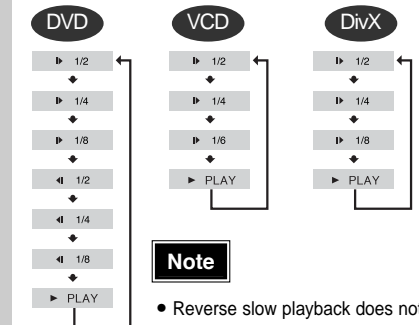 DVD
1/2
1/4
1/8
1/2
1/4
1/8
PLAY
VCD
1/2
1/4
1/6
PLAY
DivX
1/2
1/4
1/8
PLAY
Note
• Reverse slow playback does